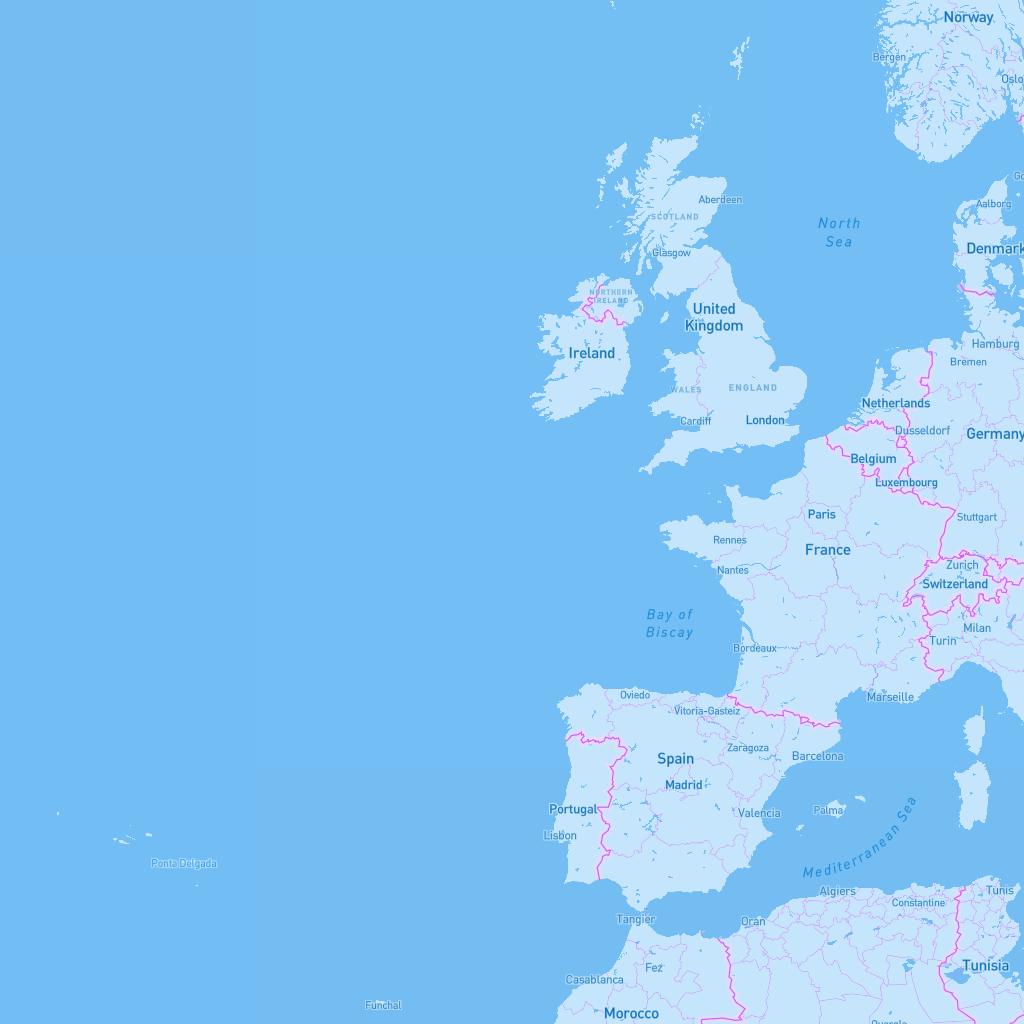 Norway
Bergen
Oslo
Aberdeen
SCOTLAND
Aalborg
North
Sea
Denmark
Glasgow
NORTHERN
IRELAND
United
Kingdom
Hamburg
Ireland
Bremen
WALES
ENGLAND
Netherlands
Cardiff
London
Dusseldorf
Germany
Belgium
Luxembourg
Paris
Stuttgart
Rennes
France
Zurich
Nantes
Switzerland
Bay of
Biscay
Milan
Turin
Bordeaux
Oviedo
Marseille
Vitoria-Gasteiz
Zaragoza
Barcelona
Spain
Madrid
Portugal
Palma
Valencia
Lisbon
Mediterranean Sea
Ponta Delgada
Algiers
Tunis
Constantine
Tangier
Oran
Fez
Tunisia
Casablanca
Funchal
Morocco